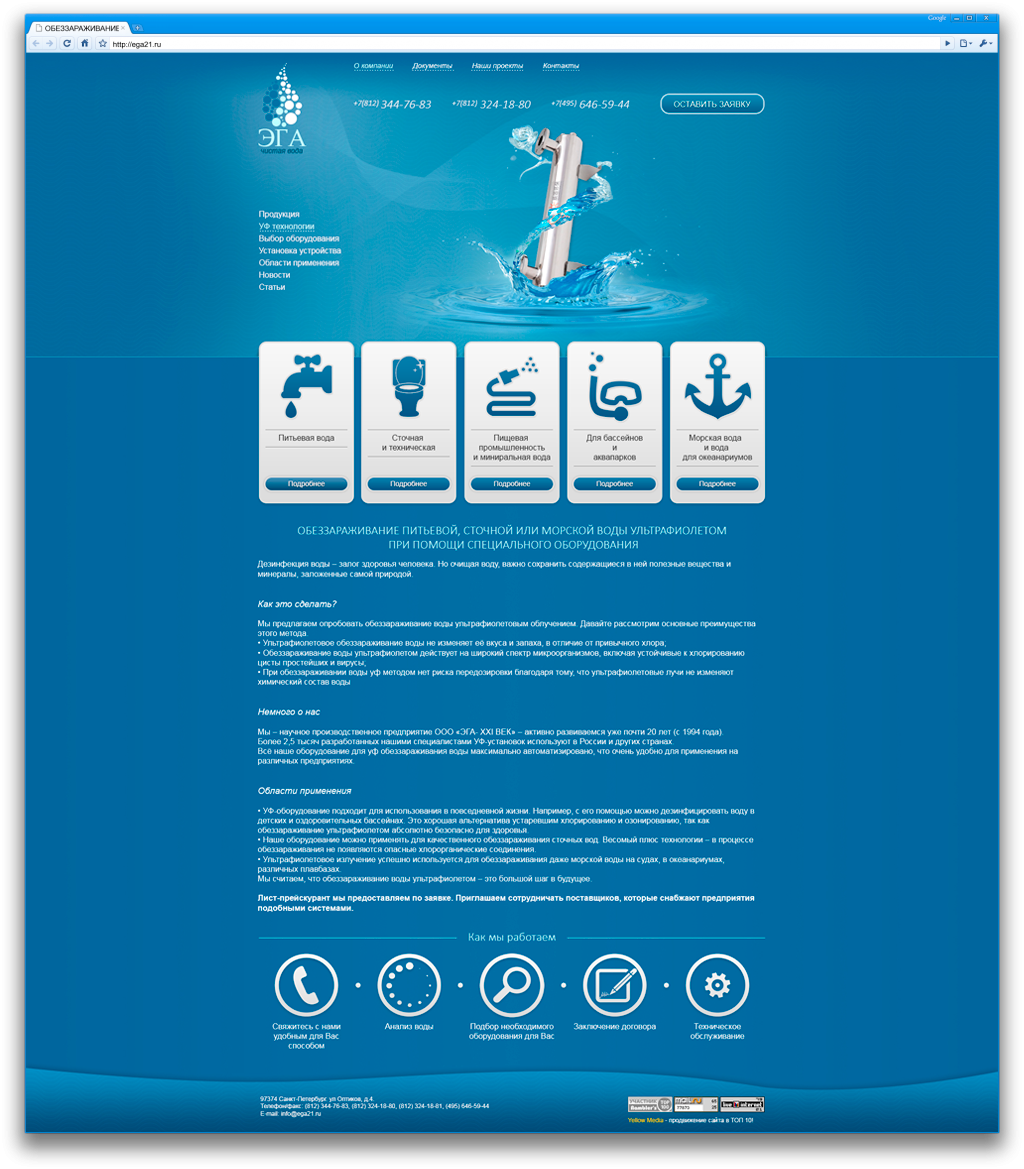 Google
ОБЕЗЗАРАЖИВАНИЕ
http://ega21.ru
О компании Документы Наши проекты Контакты
+7(812) 344-76-83 +7(812) 324-18-80 +7(495) 646-59-44 ОСТАВИТЬ ЗАЯВКУ
ЭГА
чистая вода
Продукция
УФ технологии
Выбор оборудования
Установка устройства
Области применения
Новости
Статьи
Питьевая вода
Подробнее
Сточная
и техническая
Подробнее
Пищевая
промышленность
и миниральная вода
Подробнее
Для бассейнов
и
аквапарков
Подробнее
Морская вода
и вода
для океанариумов
Подробнее
ОБЕЗЗАРАЖИВАНИЕ ПИТЬЕВОЙ, СТОЧНОЙ ИЛИ МОРСКОЙ ВОДЫ УЛЬТРАФИОЛЕТОМ
ПРИ ПОМОЩИ СПЕЦИАЛЬНОГО ОБОРУДОВАНИЯ
Дезинфекция воды – залог здоровья человека. Но очищая воду, важно сохранить содержащиеся в ней полезные вещества и
минералы, заложенные самой природой.
Как это сделать?
Мы предлагаем опробовать обеззараживание воды ультрафиолетовым облучением. Давайте рассмотрим основные преимущества
этого метода.
• Ультрафиолетовое обеззараживание воды не изменяет её вкуса и запаха, в отличие от привычного хлора;
• Обеззараживание воды ультрафиолетом действует на широкий спектр микроорганизмов, включая устойчивые к хлорированию
цисты простейших и вирусы;
• При обеззараживании воды уф методом нет риска передозировки благодаря тому, что ультрафиолетовые лучи не изменяют
химический состав воды
Немного о нас
Мы – научное производственное предприятие ООО «ЭГА- XXI ВЕК» – активно развиваемся уже почти 20 лет (с 1994 года).
Более 2,5 тысяч разработанных нашими специалистами УФ-установок используют в России и других странах.
Всё наше оборудование для уф обеззараживания воды максимально автоматизировано, что очень удобно для применения на
различных предприятиях.
Области применения
• УФ-оборудование подходит для использования в повседневной жизни. Например, с его помощью можно дезинфицировать воду в
детских и оздоровительных бассейнах. Это хорошая альтернатива устаревшим хлорированию и озонированию, так как
обеззараживание ультрафиолетом абсолютно безопасно для здоровья.
• Наше оборудование можно применять для качественного обеззараживания сточных вод. Весомый плюс технологии – в процессе
обеззараживания не появляются опасные хлорорганические соединения.
• Ультрафиолетовое излучение успешно используется для обеззараживания даже морской воды на судах, в океанариумах,
различных плавбазах.
Мы считаем, что обеззараживание воды ультрафиолетом – это большой шаг в будущее.
Лист-прейскурант мы предоставляем по заявке. Приглашаем сотрудничать поставщиков, которые снабжают предприятия
подобными системами.
Как мы работаем
Свяжитесь с нами
удобным для Вас
способом
Анализ воды
Подбор необходимого
оборудования для Вас
Заключение договора
Техническое
обслуживание
97374 Санкт-Петербург ул Оптиков, д.4.
Телефон/факс: (812) 344-76-83, (812) 324-18-80, (812) 324-18-81, (495) 646-59-44
E-mail: info@ega21.ru
УЧАСТНИК
Rambler's TOP 100
Yellow Media - продвижение сайта в ТОП 10!